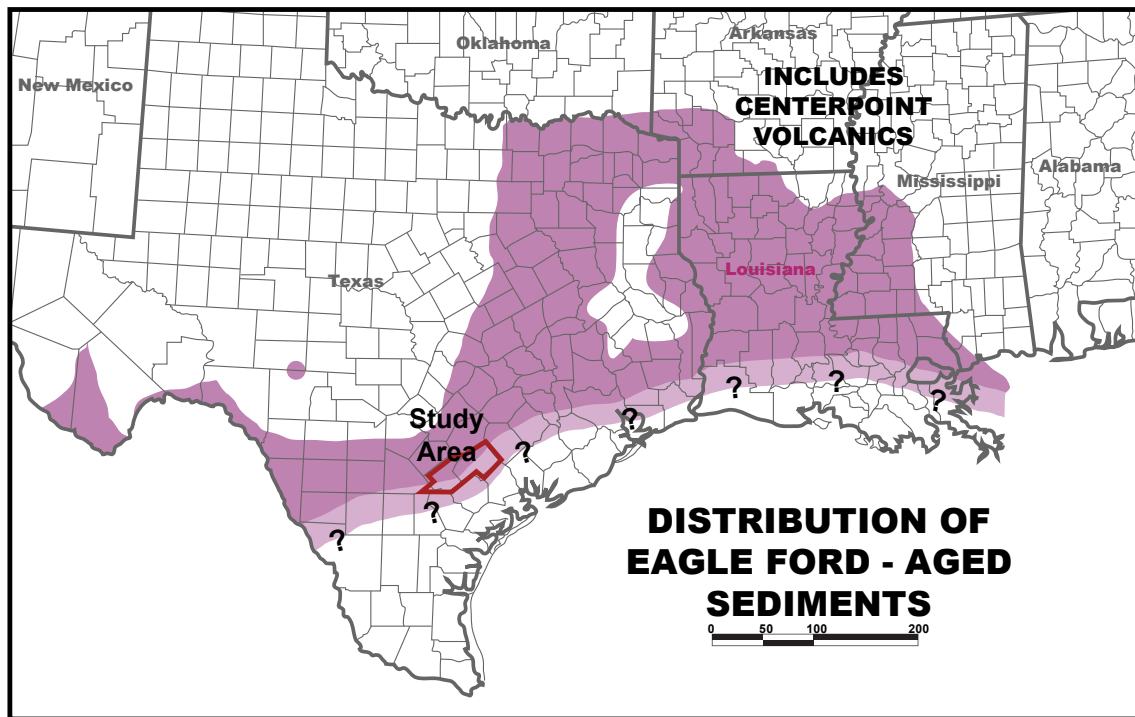 Oklahoma
Arkansas
New Mexico
INCLUDES
CENTERPOINT
VOLCANICS
Alabama
Mississippi
Louisiana
Texas
Study
Area
?
?
?
?
?
?
?
DISTRIBUTION OF
EAGLE FORD - AGED
SEDIMENTS
0 50 100 200